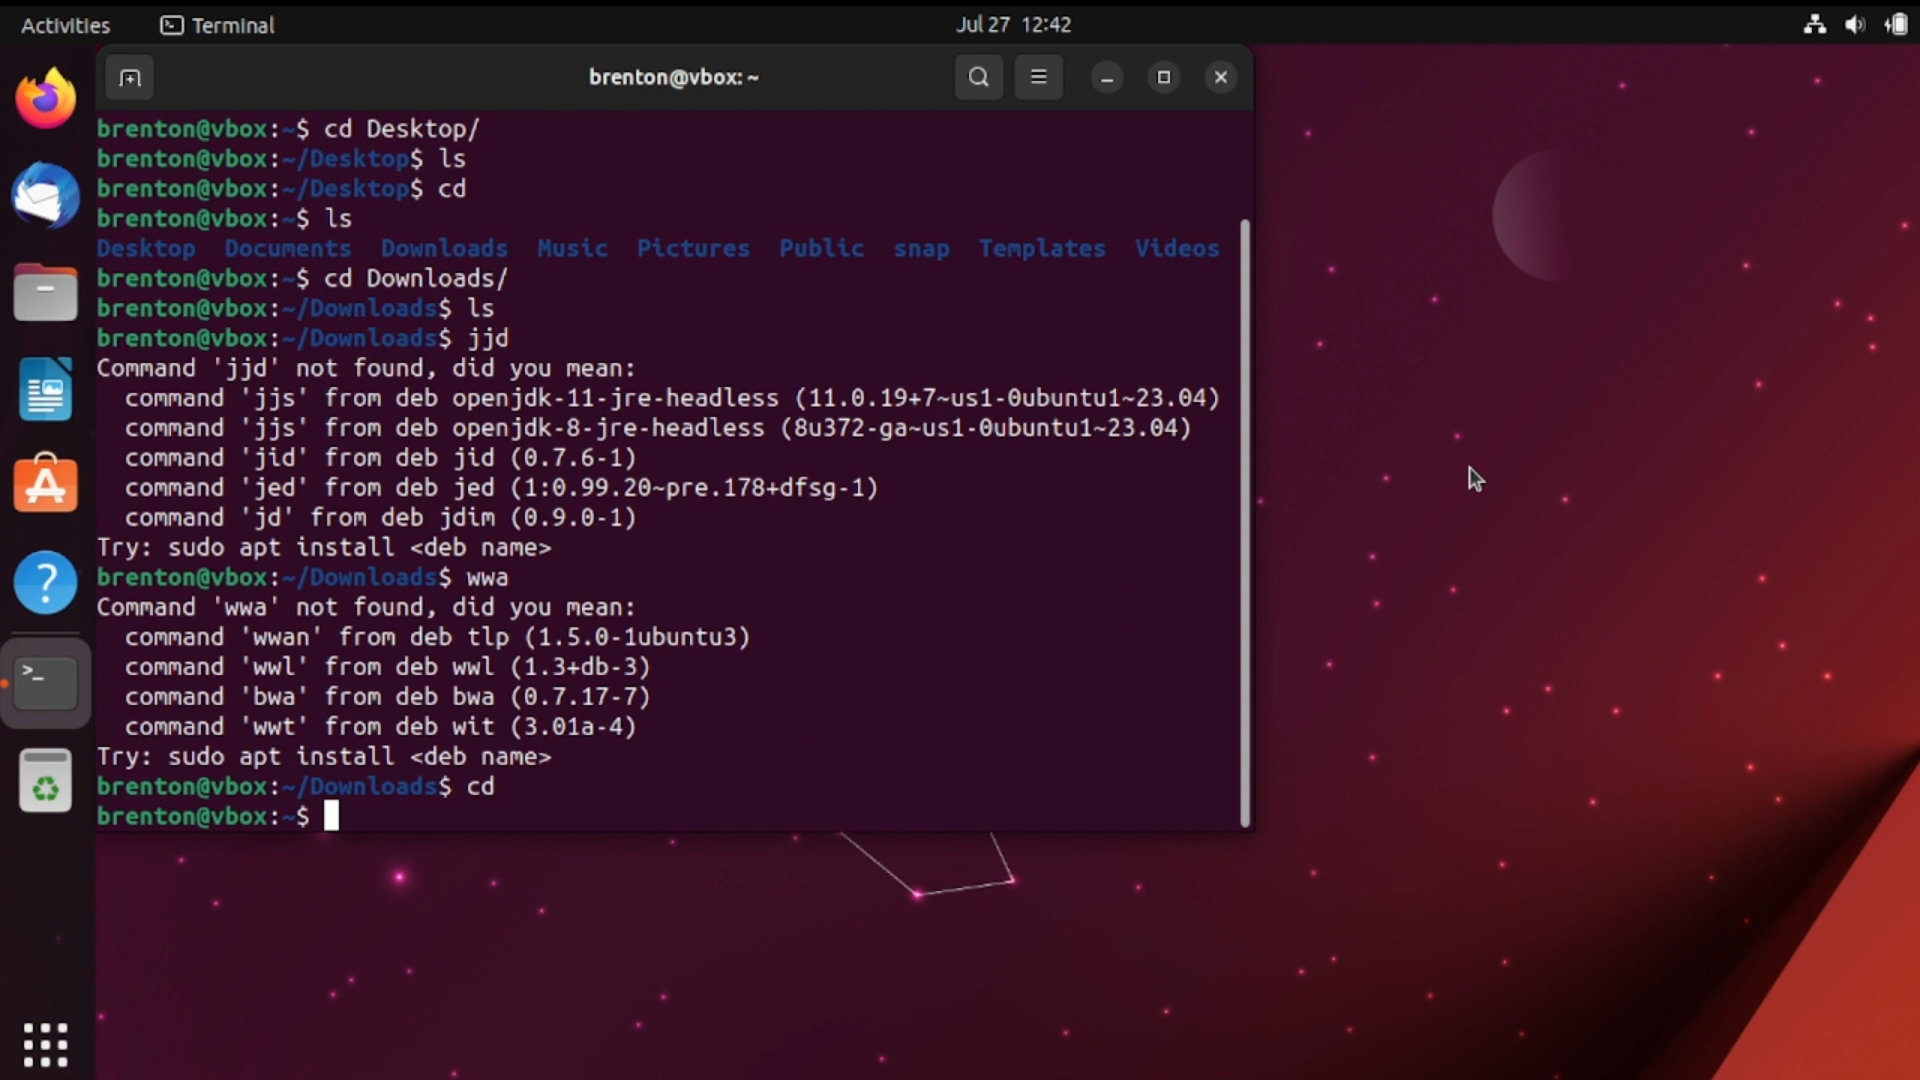 Activities Terminal Jul 27 12:42
brenton@vbox: ~
brenton@vbox:~$ cd Desktop/
brenton@vbox:~/Desktop$ ls
brenton@vbox:~/Desktop$ cd
brenton@vbox:~$ ls
Desktop Documents Downloads Music Pictures Public snap Templates Videos
brenton@vbox:~$ cd Downloads/
brenton@vbox:~/Downloads$ ls
brenton@vbox:~/Downloads$ jjd
Command 'jjd' not found, did you mean:
command 'jjs' from deb openjdk-11-jre-headless (11.0.19+7~us1-0ubuntu1~23.04)
command 'jjs' from deb openjdk-8-jre-headless (8u372-ga~us1-0ubuntu1~23.04)
command 'jid' from deb jid (0.7.6-1)
command 'jed' from deb jed (1:0.99.20~pre.178+dfsg-1)
command 'jd' from deb jdim (0.9.0-1)
Try: sudo apt install <deb name>
brenton@vbox:~/Downloads$ wwa
Command 'wwa' not found, did you mean:
command 'wwan' from deb tlp (1.5.0-1ubuntu3)
command 'wwl' from deb wwl (1.3+db-3)
command 'bwa' from deb bwa (0.7.17-7)
command 'wwt' from deb wit (3.01a-4)
Try: sudo apt install <deb name>
brenton@vbox:~/Downloads$ cd
brenton@vbox:~$